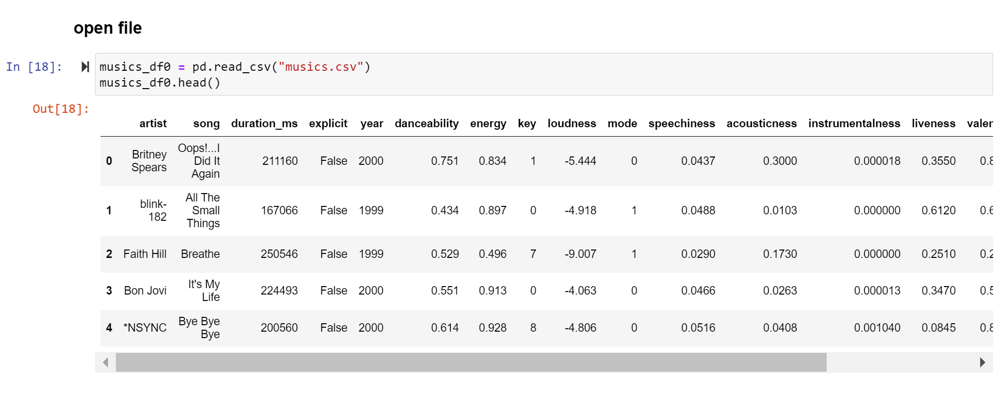 open file
In [18]:
musics_df0 = pd.read_csv("musics.csv")
musics_df0.head()
Out[18]:
artist song duration_ms explicit year danceability energy key loudness mode speechiness acousticness instrumentalness liveness valen
0 Britney Spears Oops!...I Did It Again 211160 False 2000 0.751 0.834 1 -5.444 0 0.0437 0.3000 0.000018 0.3550 0.8
1 blink-182 All The Small Things 167066 False 1999 0.434 0.897 0 -4.918 1 0.0488 0.0103 0.000000 0.6120 0.6
2 Faith Hill Breathe 250546 False 1999 0.529 0.496 7 -9.007 1 0.0290 0.1730 0.000000 0.2510 0.2
3 Bon Jovi It's My Life 224493 False 2000 0.551 0.913 0 -4.063 0 0.0466 0.0263 0.000013 0.3470 0.5
4 *NSYNC Bye Bye Bye 200560 False 2000 0.614 0.928 8 -4.806 0 0.0516 0.0408 0.001040 0.0845 0.8